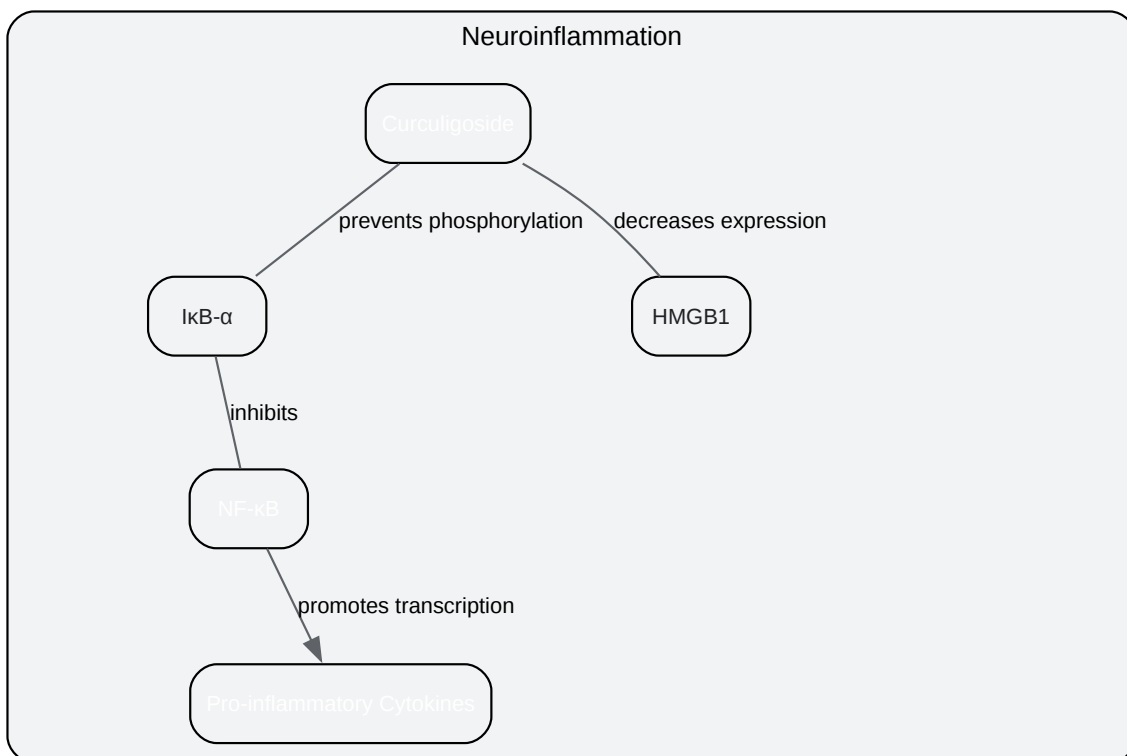 Neuroinflammation
Curculigoside
prevents phosphorylation
decreases expression
IκB-α
HMGB1
inhibits
NF-κB
promotes transcription
Pro-inflammatory Cytokines